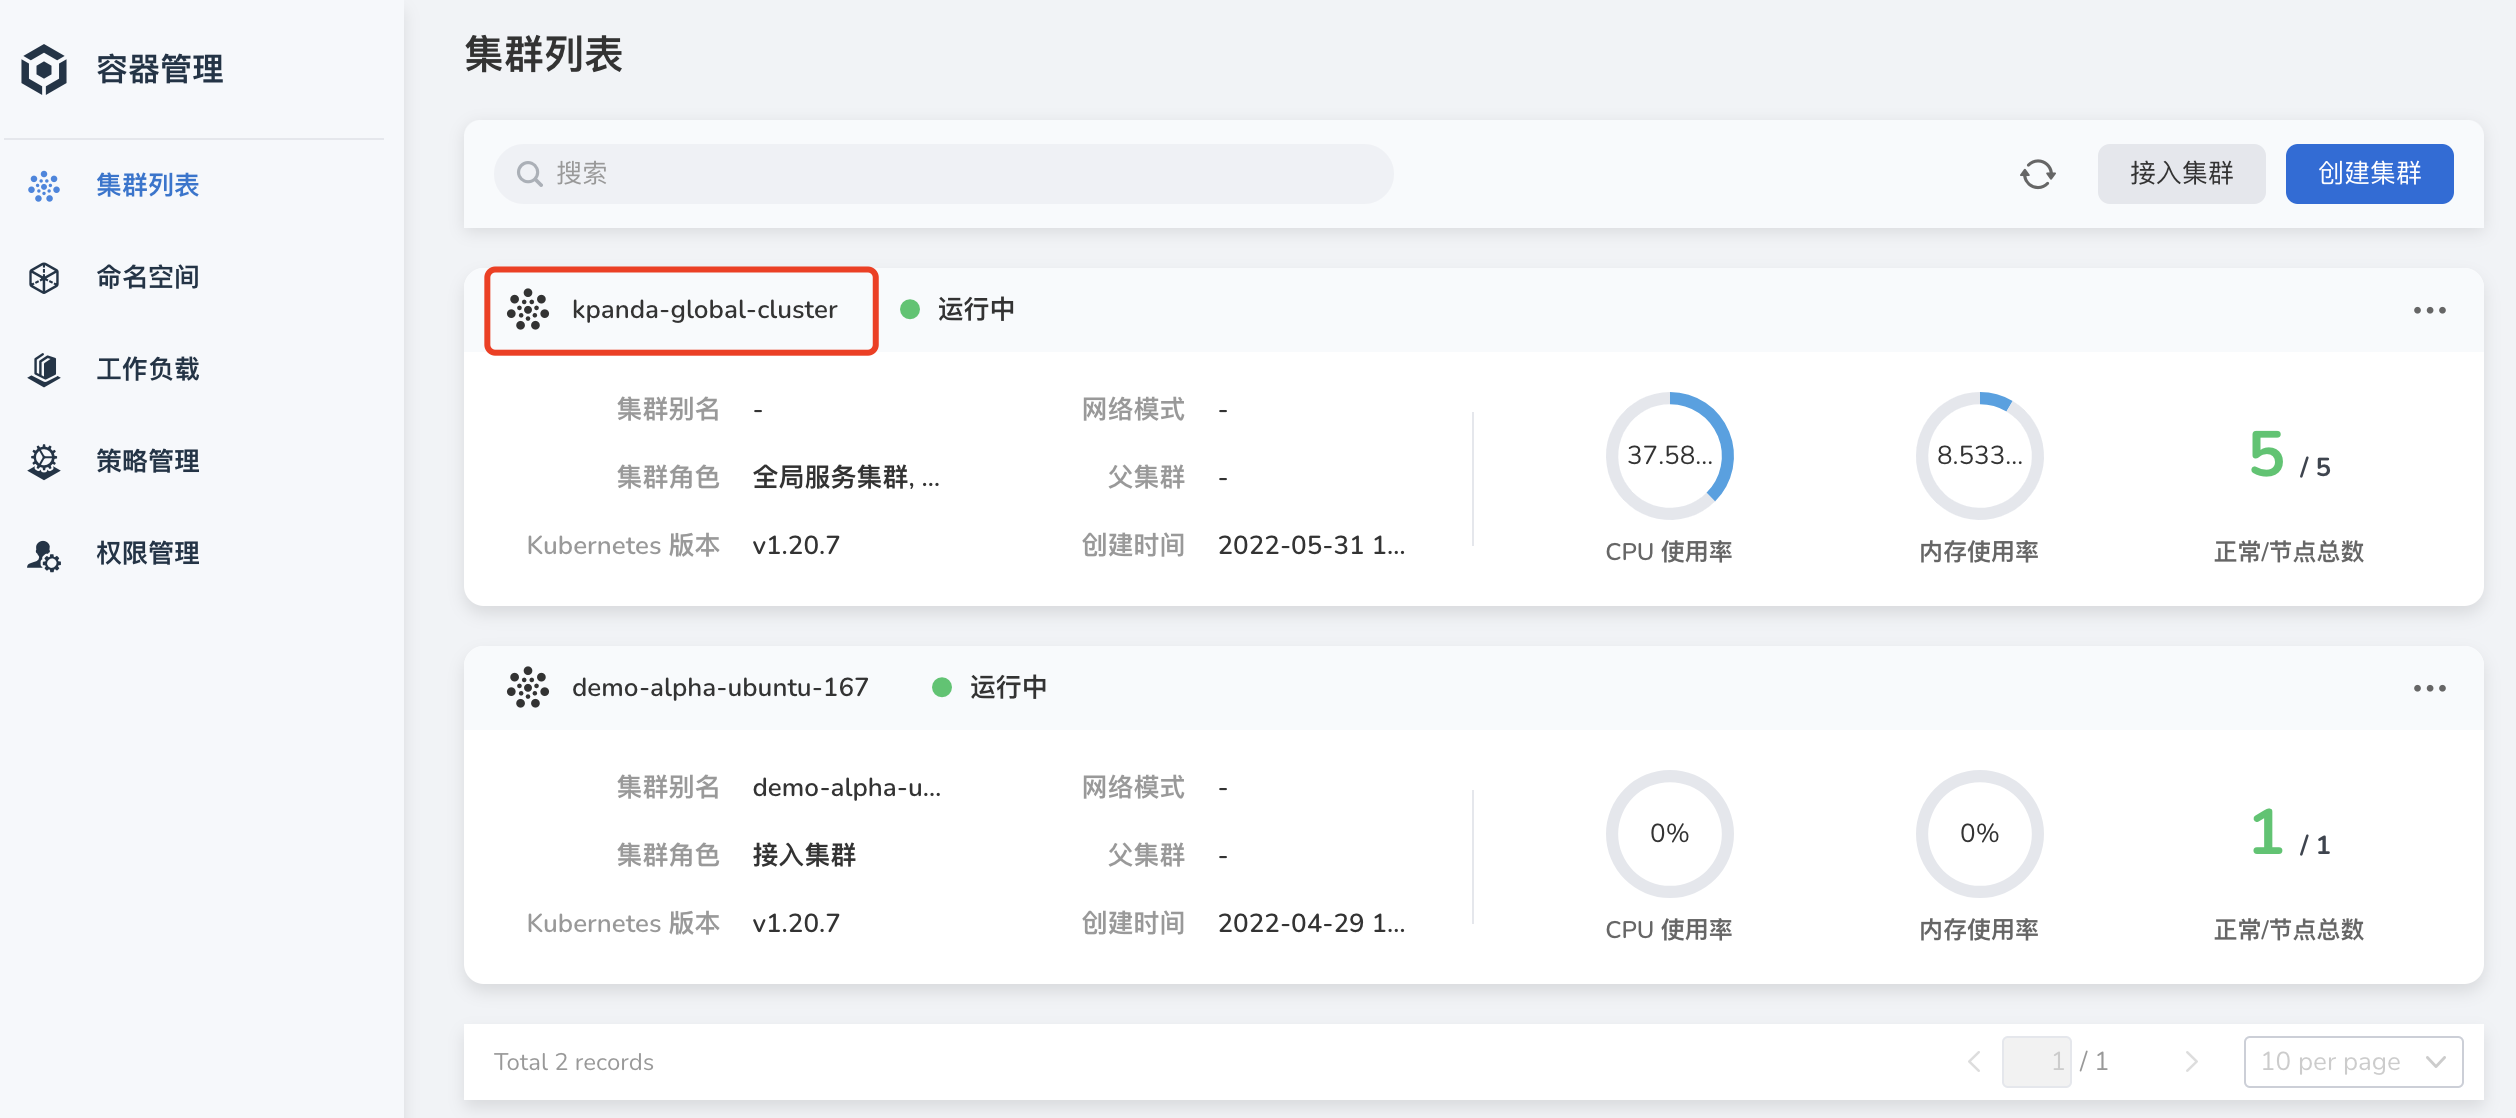 容器管理
集群列表
命名空间
工作负载
策略管理
权限管理
集群列表
搜索
接入集群
创建集群
kpanda-global-cluster 运行中
集群别名 - 网络模式 -
集群角色 全局服务集群, ... 父集群 -
Kubernetes 版本 v1.20.7 创建时间 2022-05-31 1...
37.58...
CPU 使用率
8.533...
内存使用率
5 / 5
正常/节点总数
demo-alpha-ubuntu-167 运行中
集群别名 demo-alpha-u... 网络模式 -
集群角色 接入集群 父集群 -
Kubernetes 版本 v1.20.7 创建时间 2022-04-29 1...
0%
CPU 使用率
0%
内存使用率
1 / 1
正常/节点总数
Total 2 records
1 / 1
10 per page